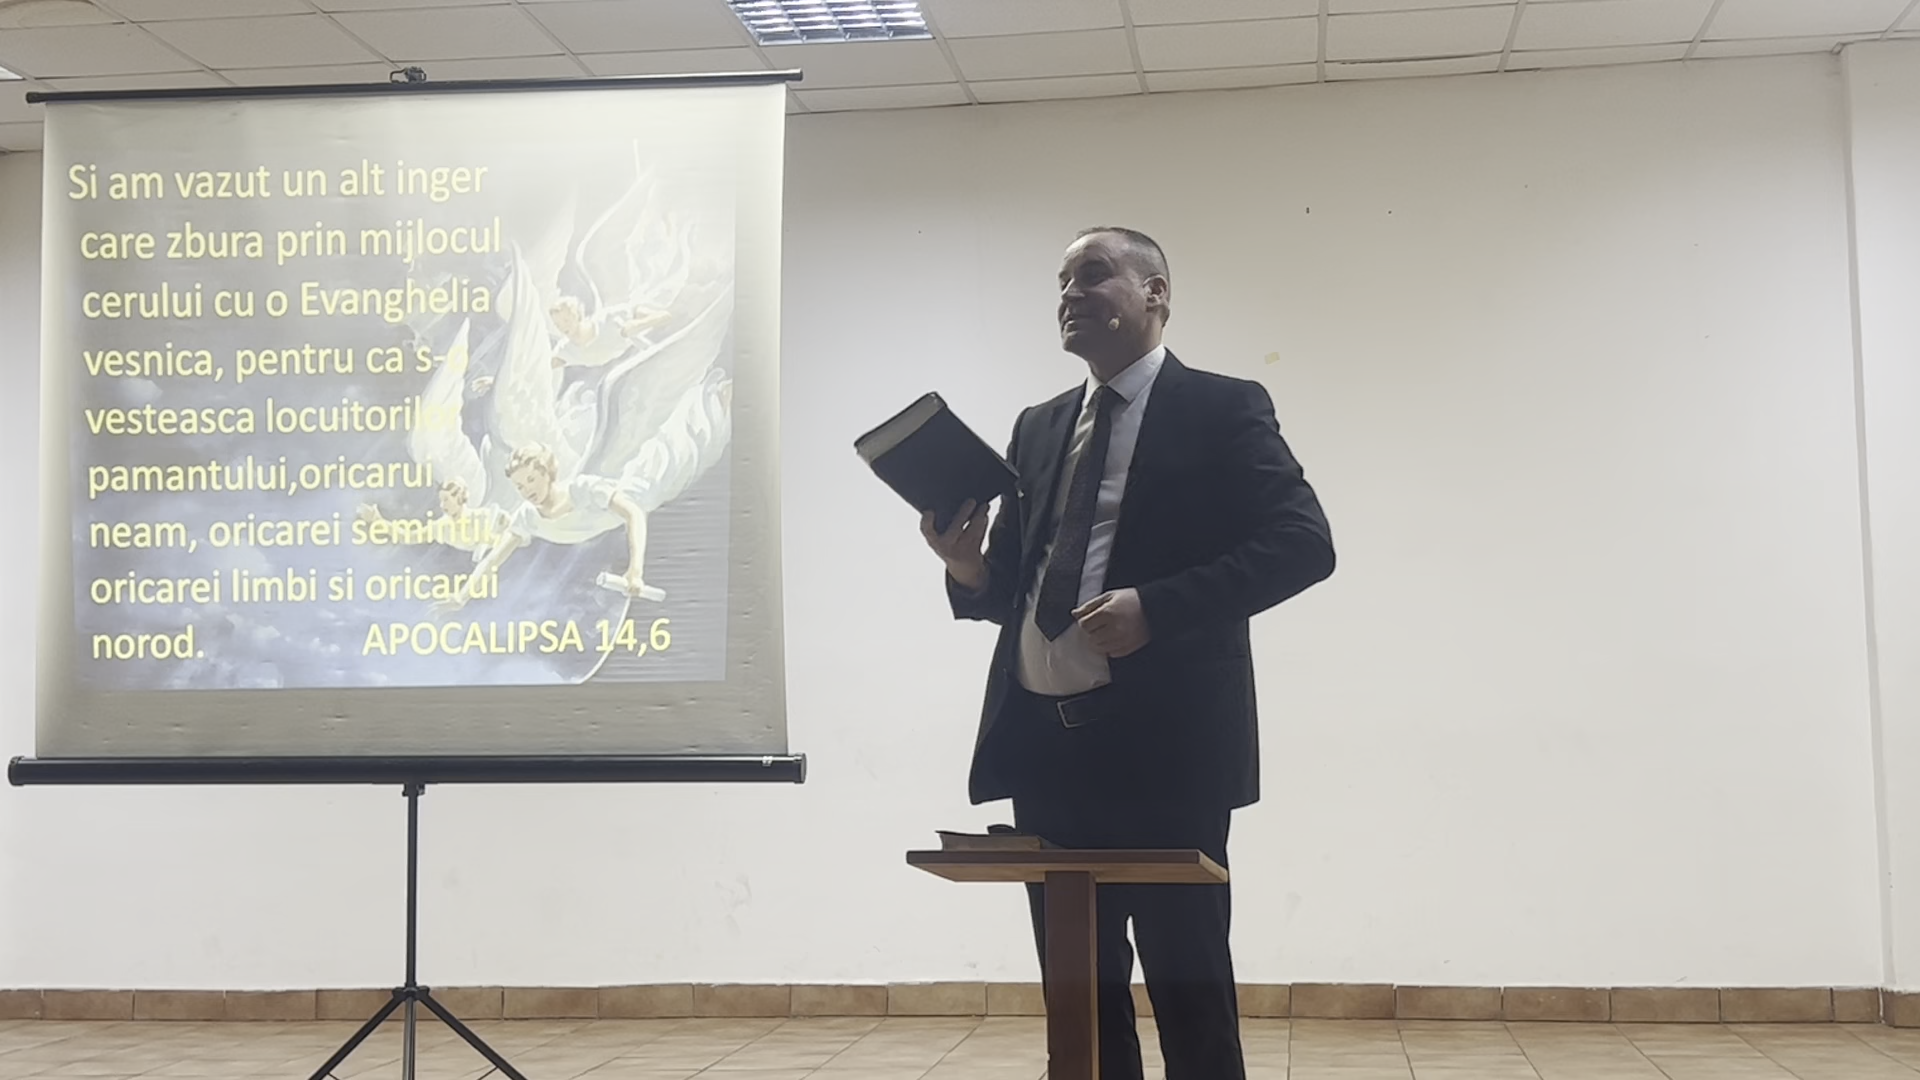 Si am vazut un alt inger
care zbura prin mijlocul
cerului cu o Evanghelia
vesnica, pentru ca s-o
vesteasca locuitorilor
pamantului,oricarui
neam, oricarei semintii,
oricarei limbi si oricarui
norod. APOCALIPSA 14,6